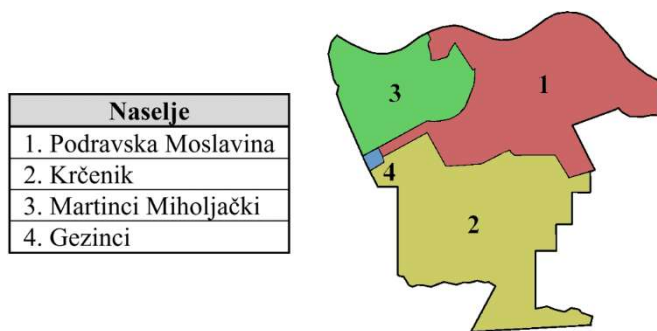 Naselje
1. Podravska Moslavina
2. Krčenik
3. Martinci Miholjački
4. Gezinci
1
3
4
2